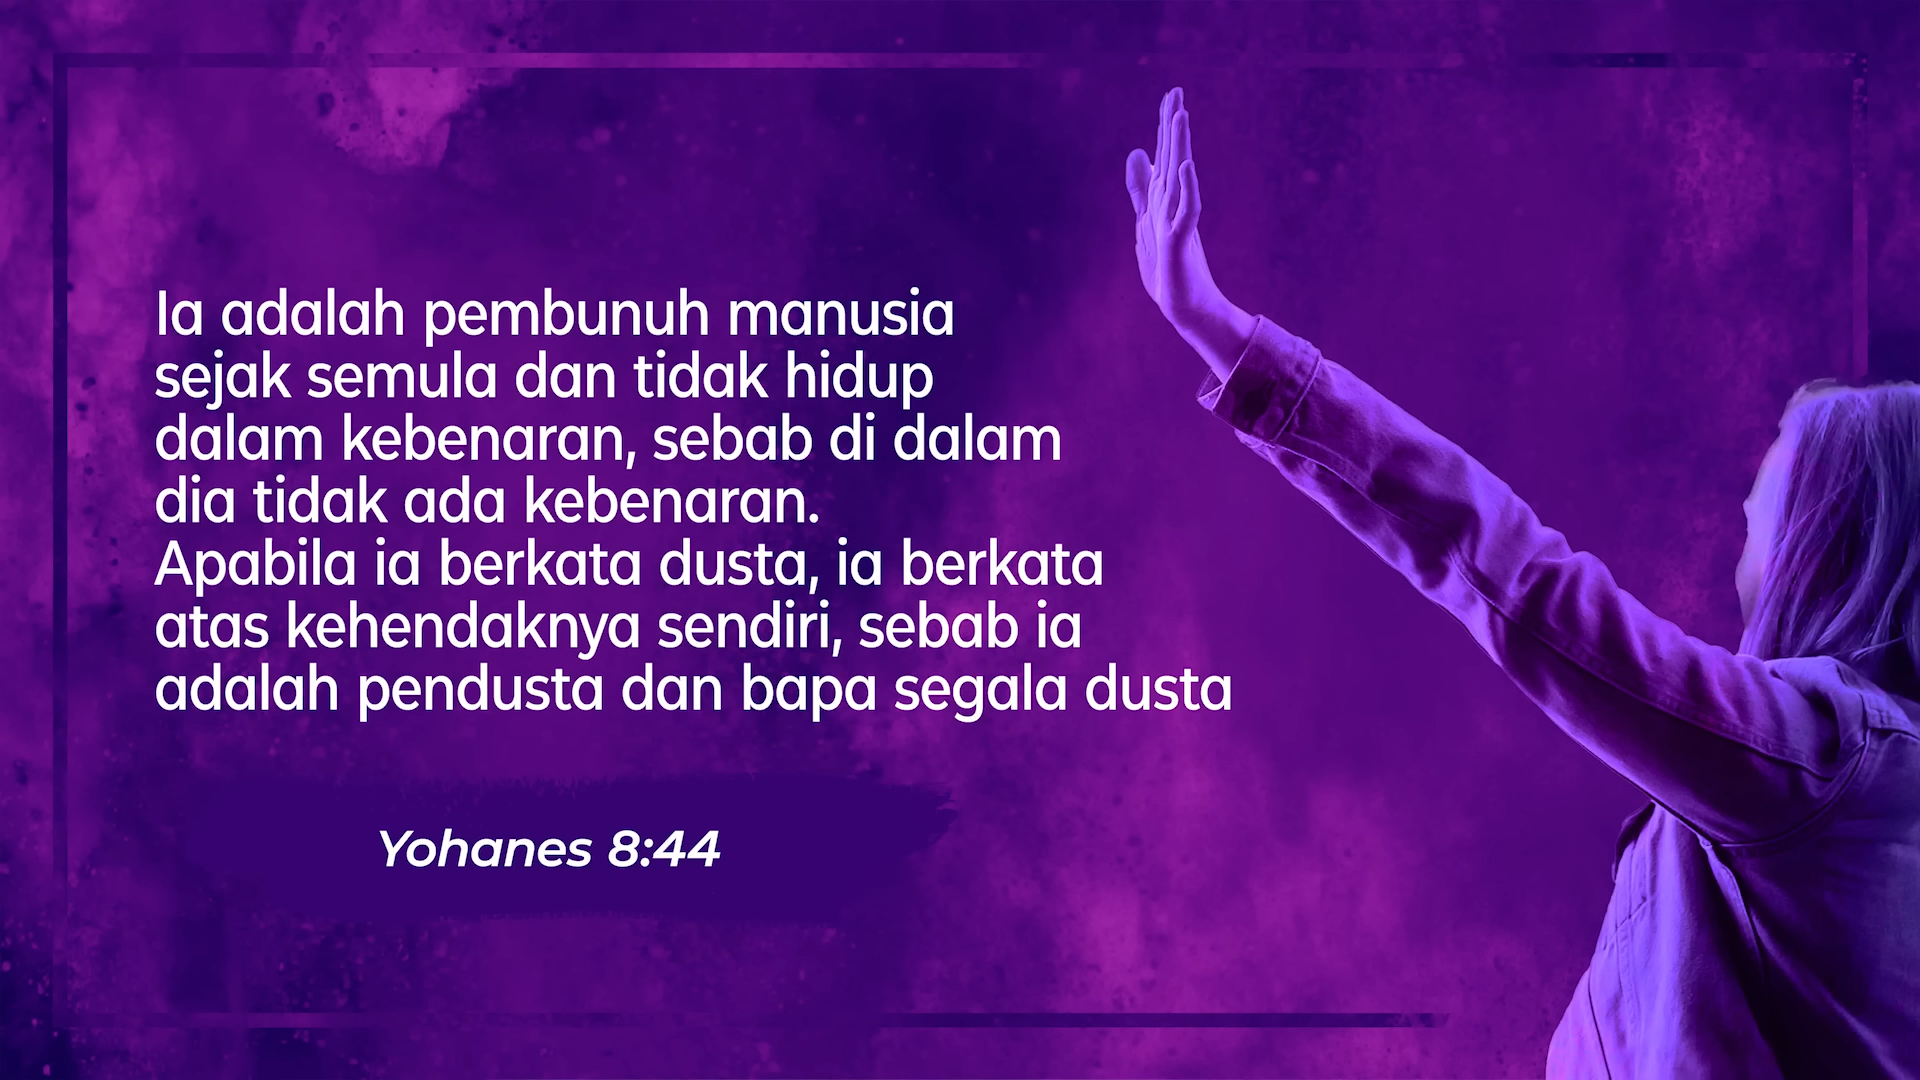 Ia adalah pembunuh manusia
sejak semula dan tidak hidup
dalam kebenaran, sebab di dalam
dia tidak ada kebenaran.
Apabila ia berkata dusta, ia berkata
atas kehendaknya sendiri, sebab ia
adalah pendusta dan bapa segala dusta
Yohanes 8:44